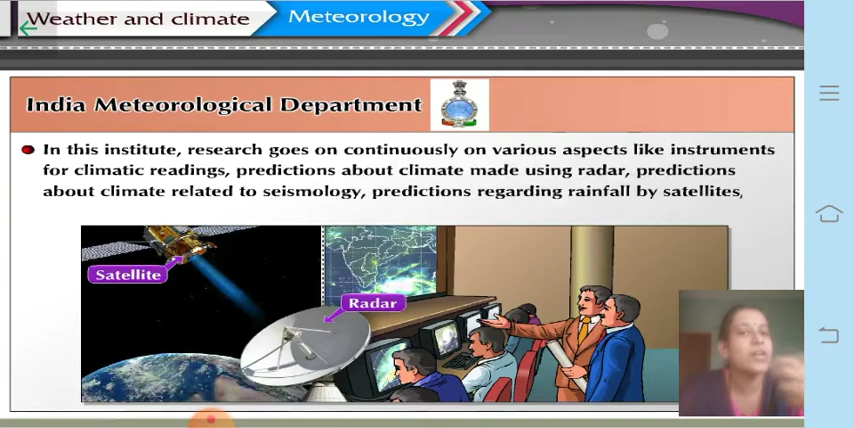 Weather and climate
Meteorology
India Meteorological Department
In this institute, research goes on continuously on various aspects like instruments
for climatic readings, predictions about climate made using radar, predictions
about climate related to seismology, predictions regarding rainfall by satellites,
Satellite
Radar